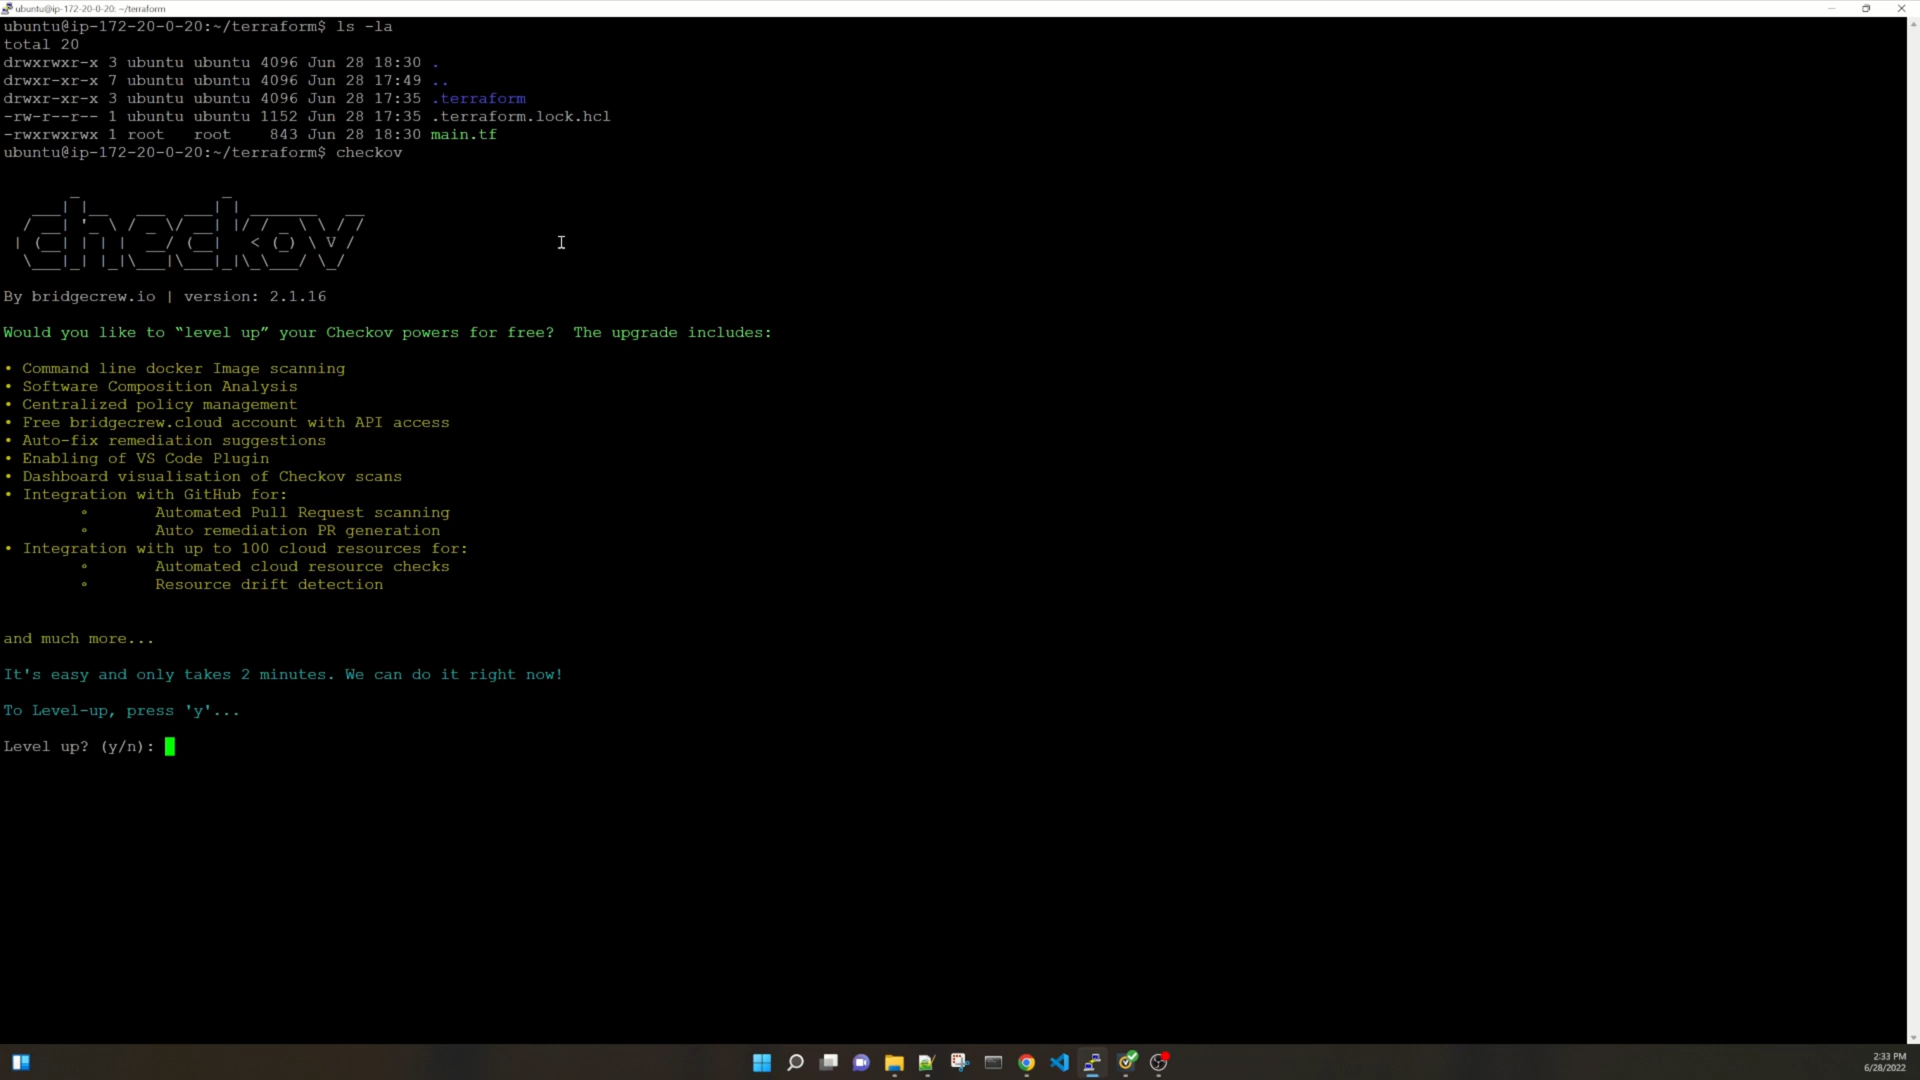 ubuntu@ip-172-20-0-20: ~/terraform
ubuntu@ip-172-20-0-20:~/terraform$ ls -la
total 20
drwxrwxr-x 3 ubuntu ubuntu 4096 Jun 28 18:30 .
drwxr-xr-x 7 ubuntu ubuntu 4096 Jun 28 17:49 ..
drwxr-xr-x 3 ubuntu ubuntu 4096 Jun 28 17:35 .terraform
-rw-r--r-- 1 ubuntu ubuntu 1152 Jun 28 17:35 .terraform.lock.hcl
-rwxrwxrwx 1 root   root    843 Jun 28 18:30 main.tf
ubuntu@ip-172-20-0-20:~/terraform$ checkov
checkov
By bridgecrew.io | version: 2.1.16
Would you like to “level up” your Checkov powers for free?  The upgrade includes:
• Command line docker Image scanning
• Software Composition Analysis
• Centralized policy management
• Free bridgecrew.cloud account with API access
• Auto-fix remediation suggestions
• Enabling of VS Code Plugin
• Dashboard visualisation of Checkov scans
• Integration with GitHub for:
◦ Automated Pull Request scanning
◦ Auto remediation PR generation
• Integration with up to 100 cloud resources for:
◦ Automated cloud resource checks
◦ Resource drift detection
and much more...
It's easy and only takes 2 minutes. We can do it right now!
To Level-up, press 'y'...
Level up? (y/n):
2:33 PM
6/28/2022